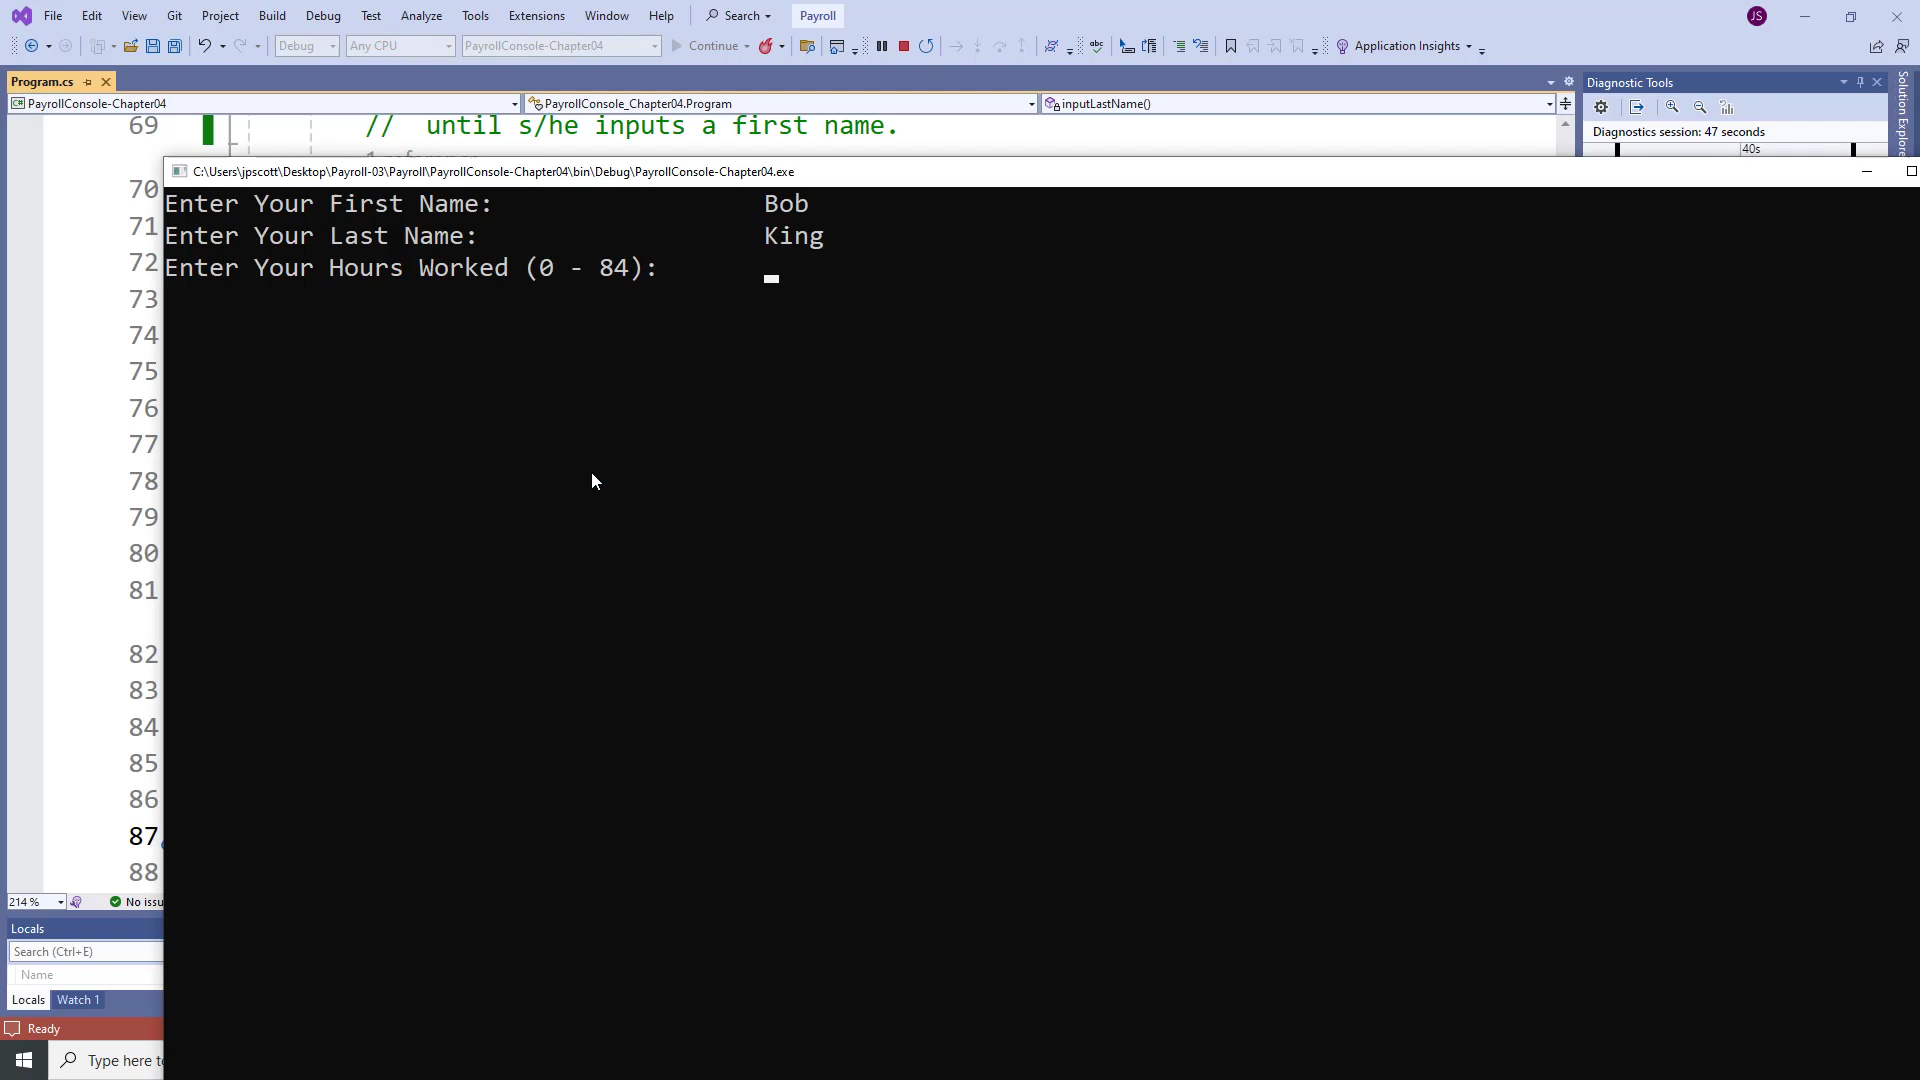 File Edit View Git Project Build Debug Test Analyze Tools Extensions Window Help Search Payroll JS
Debug Any CPU PayrollConsole-Chapter04 Continue Application Insights
Program.cs
Diagnostic Tools
PayrollConsole-Chapter04 PayrollConsole_Chapter04.Program inputLastName()
Solution Explorer
Diagnostics session: 47 seconds
40s
69 // until s/he inputs a first name.
C:\Users\jpscott\Desktop\Payroll-03\Payroll\PayrollConsole-Chapter04\bin\Debug\PayrollConsole-Chapter04.exe
Enter Your First Name: Bob
Enter Your Last Name: King
Enter Your Hours Worked (0 - 84):
70
71
72
73
74
75
76
77
78
79
80
81
82
83
84
85
86
87
88
214 % No issu
Locals
Search (Ctrl+E)
Name
Locals Watch 1
Ready
Type here to